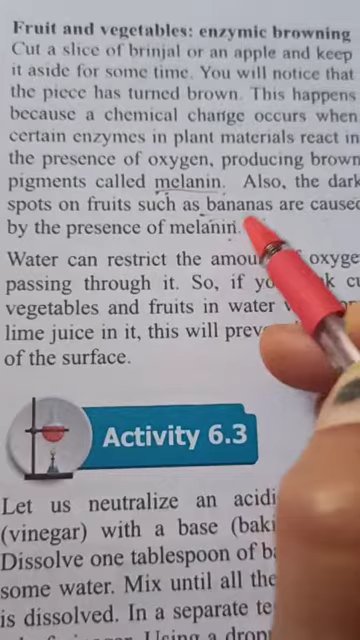 Fruit and vegetables: enzymic browning
Cut a slice of brinjal or an apple and keep
it aside for some time. You will notice that
the piece has turned brown. This happens
because a chemical change occurs when
certain enzymes in plant materials react in
the presence of oxygen, producing brown
pigments called melanin. Also, the dark
spots on fruits such as bananas are caused
by the presence of melanin.
Water can restrict the amou oxyge
passing through it. So, if yo k cu
vegetables and fruits in water
lime juice in it, this will prev
of the surface.
Activity 6.3
Let us neutralize an acidi
(vinegar) with a base (baki
Dissolve one tablespoon of b
some water. Mix until all the
is dissolved. In a separate te
Using a dropp